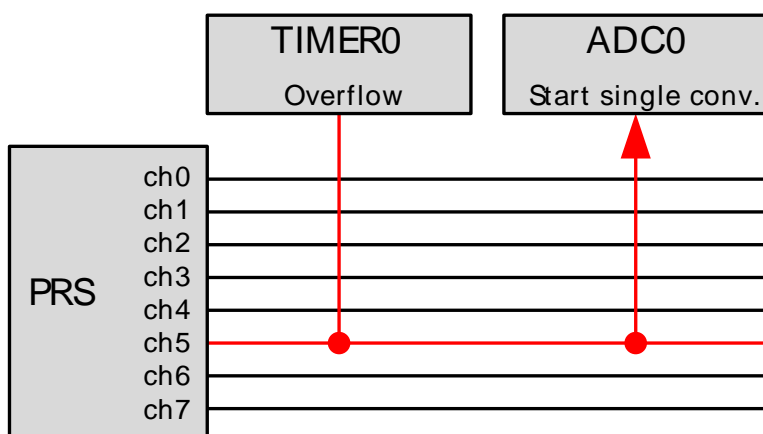 TIMER0
Overflow
ADC0
Start single conv.
PRS
ch0
ch1
ch2
ch3
ch4
ch5
ch6
ch7